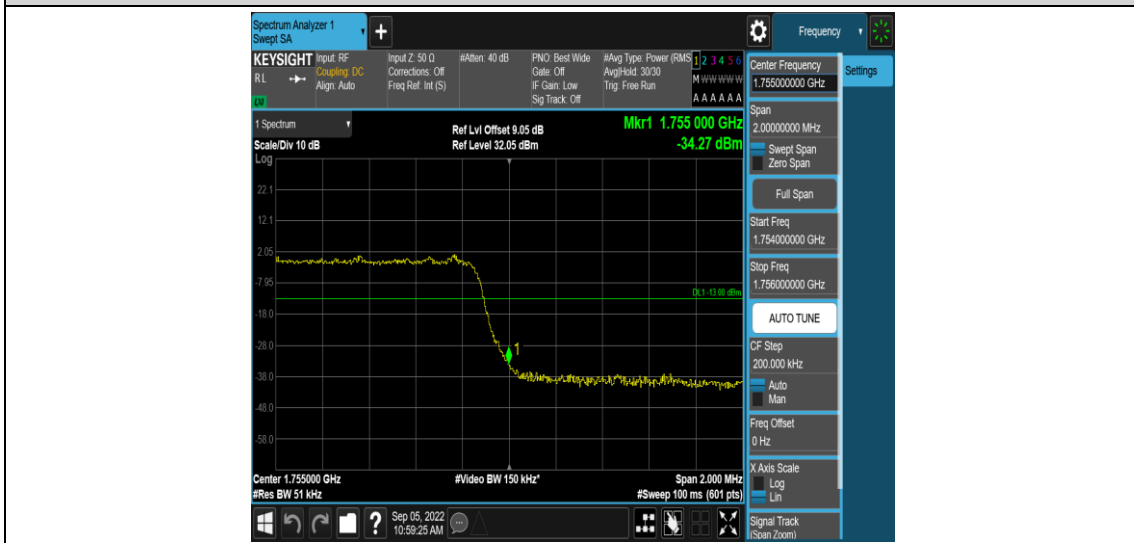 Spectrum Analyzer 1
Swept SA
+
Frequency
KEYSIGHT
RL
LXI
Input: RF
Coupling: DC
Align: Auto
Input Z: 50 Ω
Corrections: Off
Freq Ref: Int (S)
#Atten: 40 dB
PNO: Best Wide
Gate: Off
IF Gain: Low
Sig Track: Off
#Avg Type: Power (RMS
Avg|Hold: 30/30
Trig: Free Run
1 2 3 4 5 6
M W W W W W
A A A A A A
1 Spectrum
Scale/Div 10 dB
Log
Ref Lvl Offset 9.05 dB
Ref Level 32.05 dBm
Mkr1 1.755 000 GHz
-34.27 dBm
22.1
12.1
2.05
-7.95
DL1 -13.00 dBm
-18.0
-28.0
1
-38.0
-48.0
-58.0
Center 1.755000 GHz
#Res BW 51 kHz
#Video BW 150 kHz*
Span 2.000 MHz
#Sweep 100 ms (601 pts)
?
Sep 05, 2022
10:59:25 AM
Center Frequency
1.755000000 GHz
Settings
Span
2.00000000 MHz
Swept Span
Zero Span
Full Span
Start Freq
1.754000000 GHz
Stop Freq
1.756000000 GHz
AUTO TUNE
CF Step
200.000 kHz
Auto
Man
Freq Offset
0 Hz
X Axis Scale
Log
Lin
Signal Track
(Span Zoom)